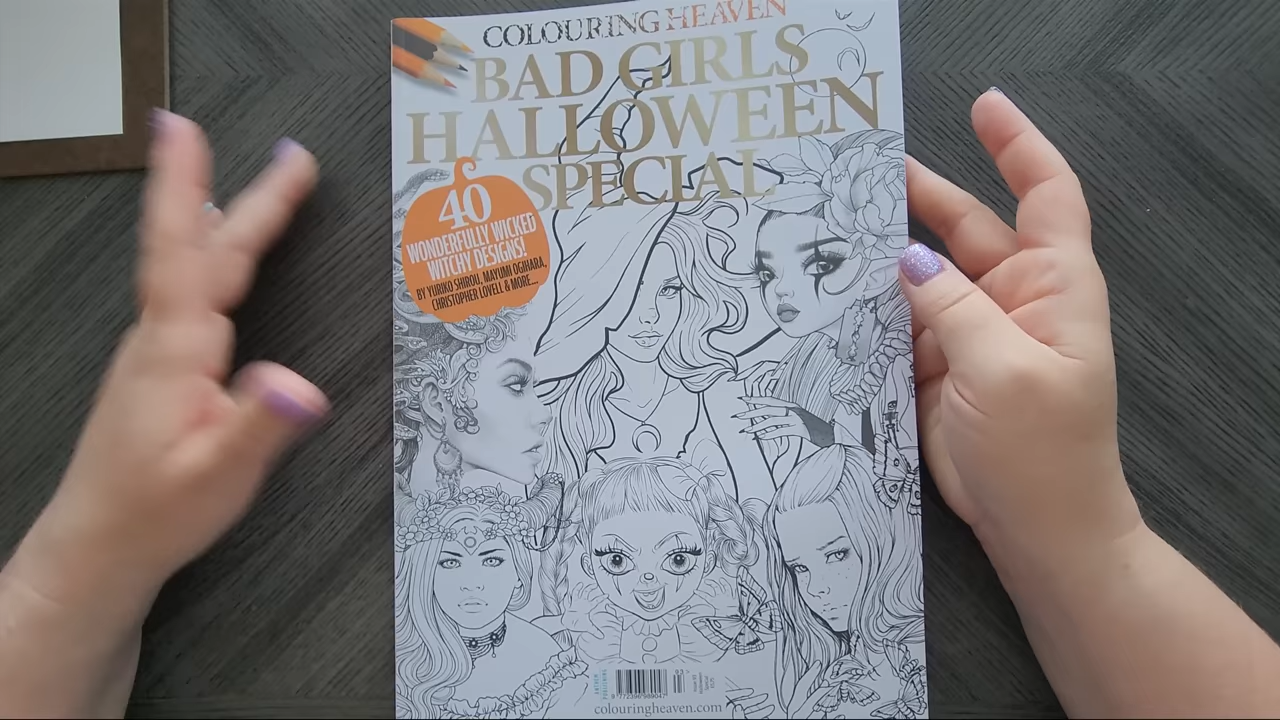 COLOURING HEAVEN
BAD GIRLS
HALLOWEEN
SPECIAL
40
WONDERFULLY WICKED
WITCHY DESIGNS!
BY YURIKO SHIROU, MAYUMI OGIHARA,
CHRISTOPHER LOVELL & MORE...
93
colouringheaven.com